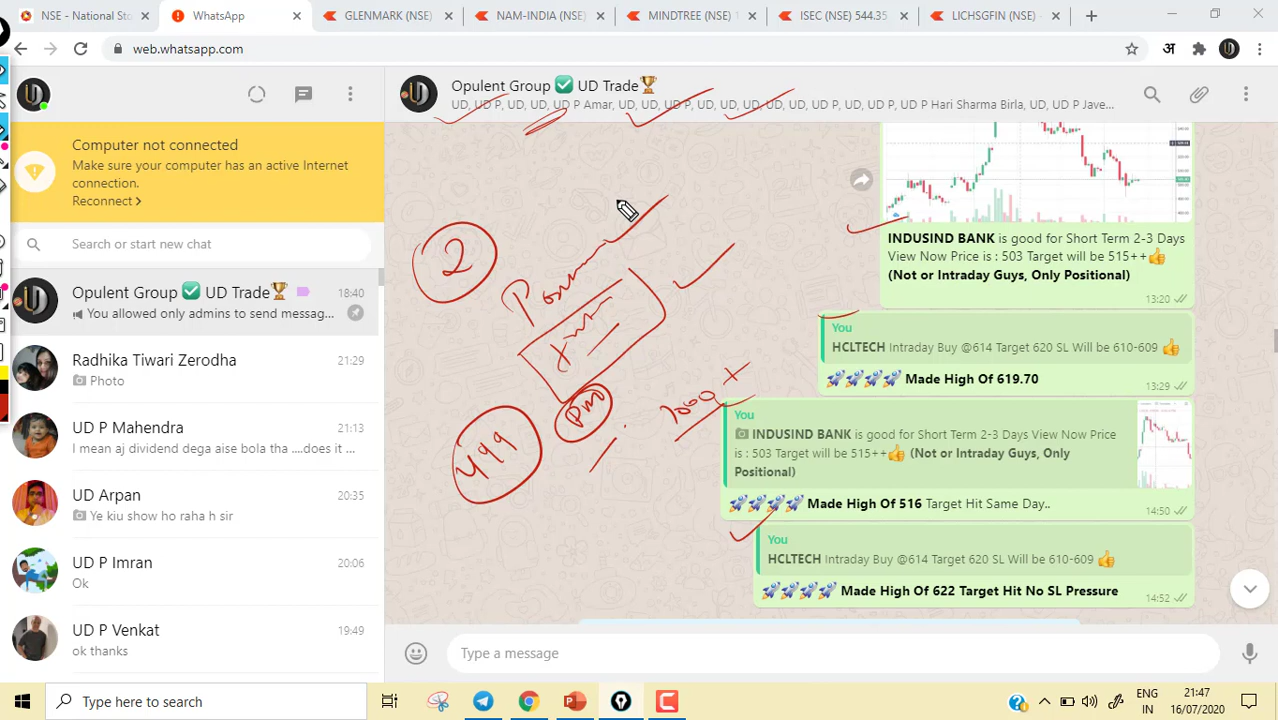 NSE - National Sto
WhatsApp
GLENMARK (NSE)
NAM-INDIA (NSE)
MINDTREE (NSE) 1
ISEC (NSE) 544.35
LICHSGFIN (NSE) -
web.whatsapp.com
अ
Computer not connected
Make sure your computer has an active Internet
connection.
Reconnect
Search or start new chat
Opulent Group ✅ UD Trade🏆
18:40
You allowed only admins to send messag...
Radhika Tiwari Zerodha
21:29
Photo
UD P Mahendra
21:13
I mean aj dividend dega aise bola tha ....does it ...
UD Arpan
20:35
Ye kiu show ho raha h sir
UD P Imran
20:06
Ok
UD P Venkat
19:49
ok thanks
Opulent Group ✅ UD Trade🏆
UD, UD P, UD, UD, UD P Amar, UD, UD, UD P, UD, UD, UD, UD, UD P, UD, UD P, UD, UD P Hari Sharma Birla, UD, UD P Jave...
INDUSIND BANK is good for Short Term 2-3 Days
View Now Price is : 503 Target will be 515++👍
(Not or Intraday Guys, Only Positional)
13:20
You
HCLTECH Intraday Buy @614 Target 620 SL Will be 610-609 👍
🚀🚀🚀🚀 Made High Of 619.70
13:29
You
INDUSIND BANK is good for Short Term 2-3 Days View Now Price
is : 503 Target will be 515++👍 (Not or Intraday Guys, Only
Positional)
🚀🚀🚀🚀 Made High Of 516 Target Hit Same Day..
14:50
You
HCLTECH Intraday Buy @614 Target 620 SL Will be 610-609 👍
🚀🚀🚀🚀 Made High Of 622 Target Hit No SL Pressure
14:52
2
499
1000+
Type a message
Type here to search
ENG
IN
21:47
16/07/2020